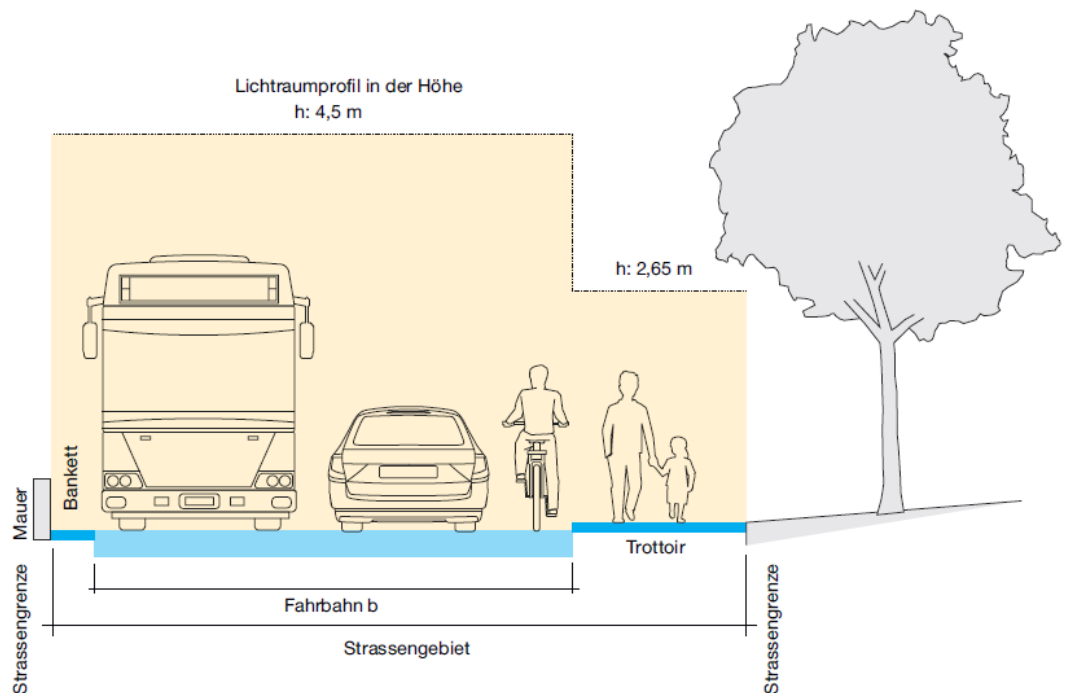 Lichtraumprofil in der Höhe
h: 4,5 m
h: 2,65 m
Mauer
Bankett
Trottoir
Fahrbahn b
Strassengebiet
Strassengrenze
Strassengrenze